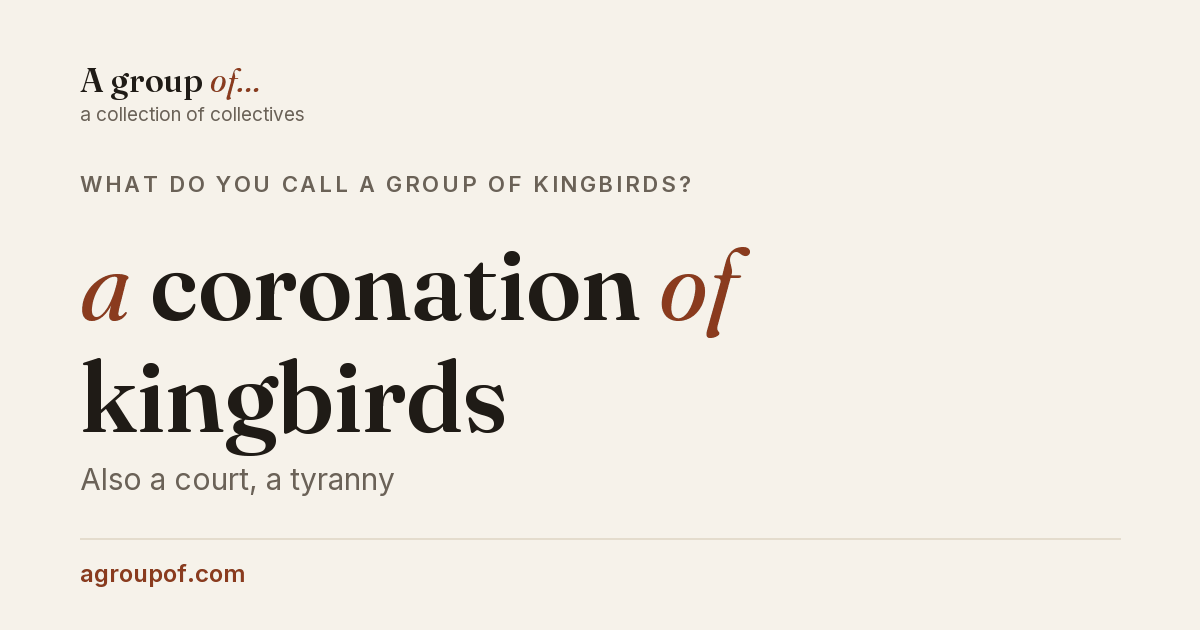 A group of...
a collection of collectives
WHAT DO YOU CALL A GROUP OF KINGBIRDS?
a coronation of
kingbirds
Also a court, a tyranny
agroupof.com